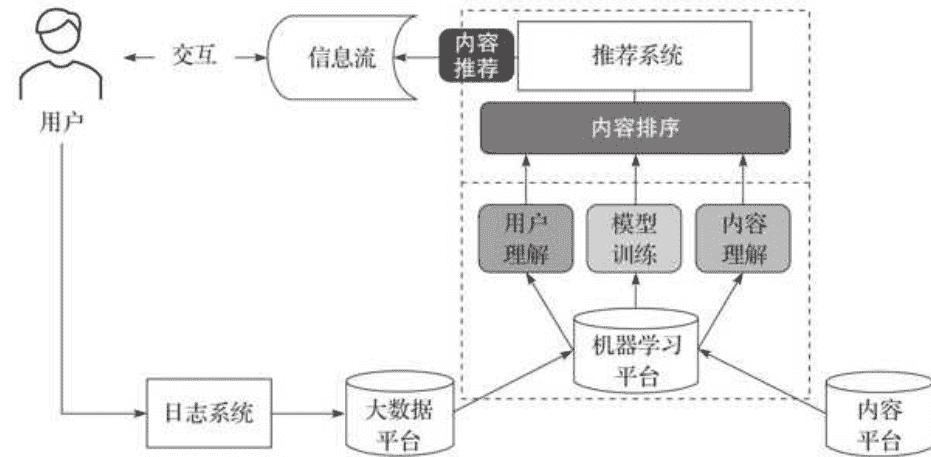 交互
信息流
内容
推荐
推荐系统
用户
内容排序
用户
理解
模型
训练
内容
理解
机器学习
平台
日志系统
大数据
平台
内容
平台